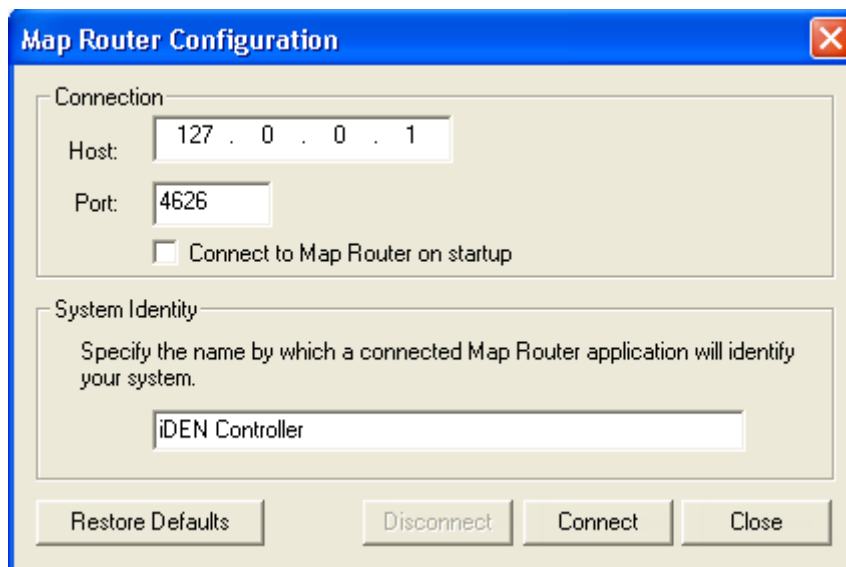 Map Router Configuration
Connection
Host: 127 . 0 . 0 . 1
Port: 4626
Connect to Map Router on startup
System Identity
Specify the name by which a connected Map Router application will identify
your system.
iDEN Controller
Restore Defaults Disconnect Connect Close